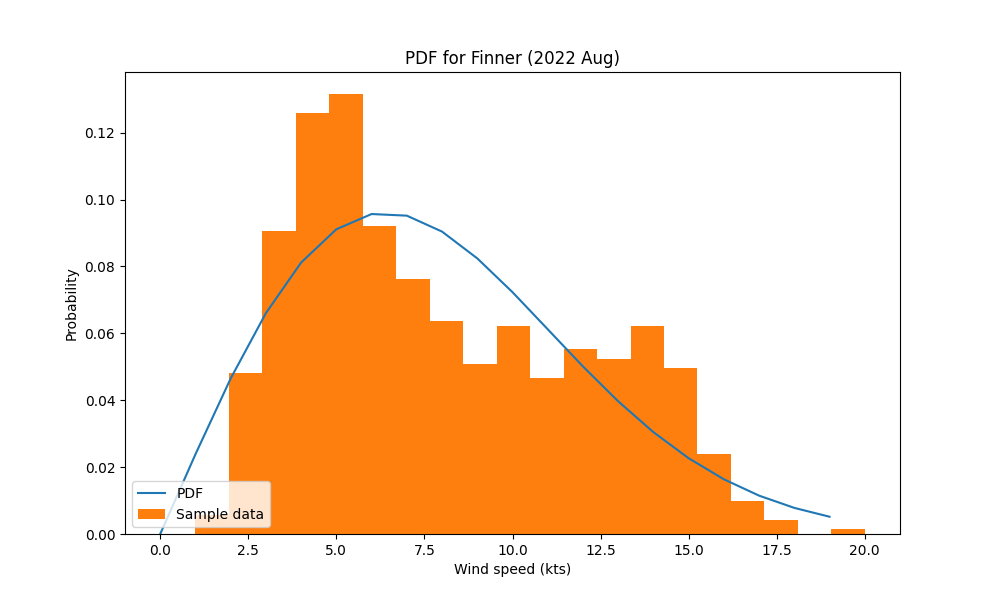 PDF for Finner (2022 Aug)
Probability
0.12
0.10
0.08
0.06
0.04
0.02
0.00
PDF
Sample data
0.0 2.5 5.0 7.5 10.0 12.5 15.0 17.5 20.0
Wind speed (kts)